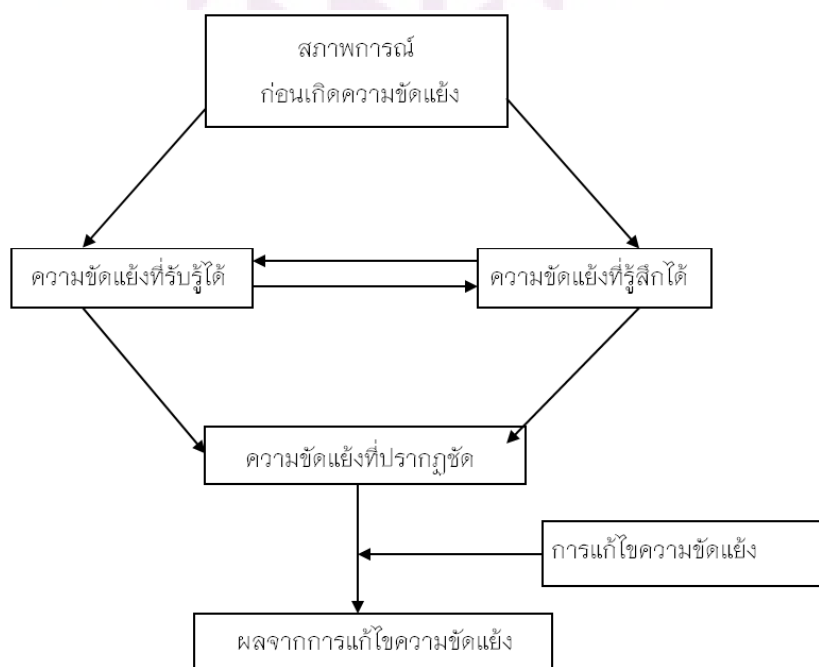 สภาพการณ์
ก่อนเกิดความขัดแย้ง
ความขัดแย้งที่รับรู้ได้
ความขัดแย้งที่รู้สึกได้
ความขัดแย้งที่ปรากฏชัด
การแก้ไขความขัดแย้ง
ผลจากการแก้ไขความขัดแย้ง